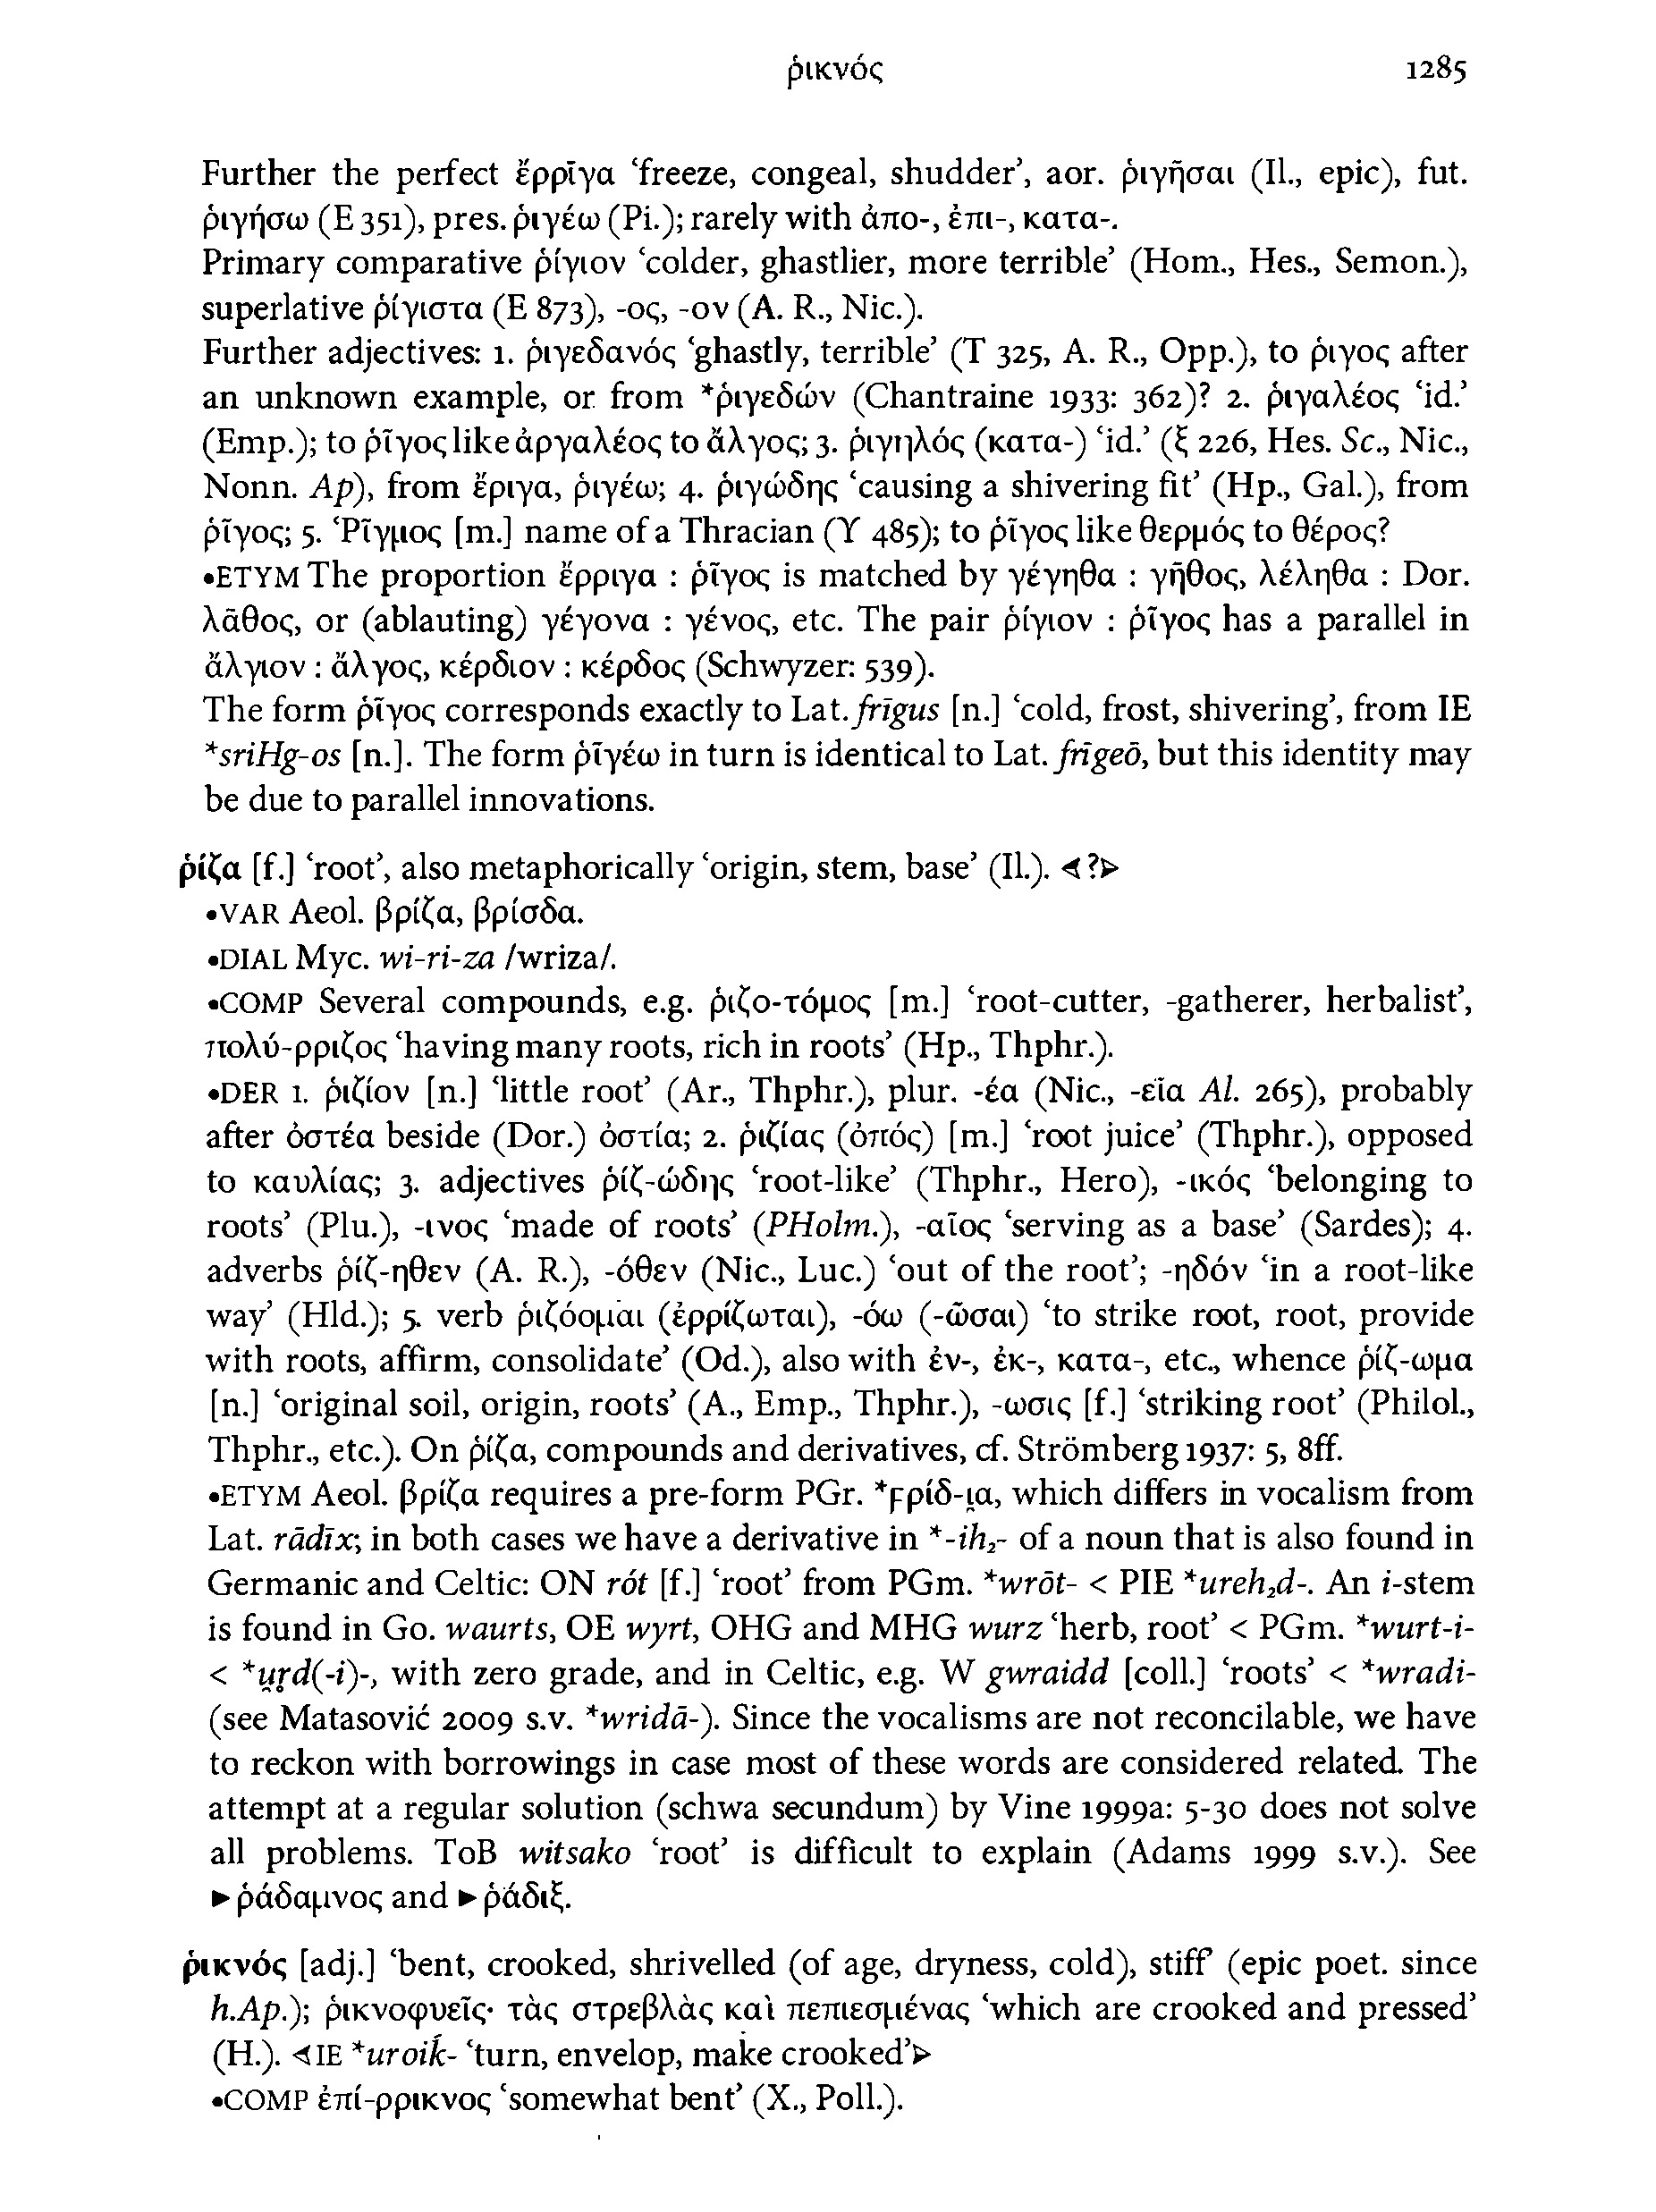 ῥικνός 1285
Further the perfect ἔρρῑγα ‘freeze, congeal, shudder’, aor. ῥιγῆσαι (Il., epic), fut.
ῥιγήσω (E 351), pres. ῥιγέω (Pi.); rarely with ἀπο-, ἐπι-, κατα-.
Primary comparative ῥίγιον ‘colder, ghastlier, more terrible’ (Hom., Hes., Semon.),
superlative ῥίγιστα (E 873), -ος, -ον (A. R., Nic.).
Further adjectives: 1. ῥιγεδανός ‘ghastly, terrible’ (T 325, A. R., Opp.), to ῥιγος after
an unknown example, or from *ῥιγεδών (Chantraine 1933: 362)? 2. ῥιγαλέος ‘id.’
(Emp.); to ῥῖγος like ἀργαλέος to ἄλγος; 3. ῥιγηλός (κατα-) ‘id.’ (ξ 226, Hes. Sc., Nic.,
Nonn. Ap), from ἔριγα, ῥιγέω; 4. ῥιγώδης ‘causing a shivering fit’ (Hp., Gal.), from
ῥῖγος; 5. Ῥῖγμος [m.] name of a Thracian (Υ 485); to ῥῖγος like θερμός to θέρος?
•ETYM The proportion ἔρριγα : ῥῖγος is matched by γέγηθα : γῆθος, λέληθα : Dor.
λᾶθος, or (ablauting) γέγονα : γένος, etc. The pair ῥίγιον : ῥῖγος has a parallel in
ἄλγιον : ἄλγος, κέρδιον : κέρδος (Schwyzer: 539).
The form ῥῖγος corresponds exactly to Lat. frīgus [n.] ‘cold, frost, shivering’, from IE
*sriHg-os [n.]. The form ῥῑγέω in turn is identical to Lat. frīgeō, but this identity may
be due to parallel innovations.
ῥίζα [f.] ‘root’, also metaphorically ‘origin, stem, base’ (Il.). ⊲?⊳
•VAR Aeol. βρίζα, βρίσδα.
•DIAL Myc. wi-ri-za /wriza/.
•COMP Several compounds, e.g. ῥιζο-τόμος [m.] ‘root-cutter, -gatherer, herbalist’,
πολύ-ρριζος ‘having many roots, rich in roots’ (Hp., Thphr.).
•DER 1. ῥιζίον [n.] ‘little root’ (Ar., Thphr.), plur. -έα (Nic., -εῖα Al. 265), probably
after ὀστέα beside (Dor.) ὀστία; 2. ῥιζίας (ὀπός) [m.] ‘root juice’ (Thphr.), opposed
to καυλίας; 3. adjectives ῥίζ-ώδης ‘root-like’ (Thphr., Hero), -ικός ‘belonging to
roots’ (Plu.), -ινος ‘made of roots’ (PHolm.), -αῖος ‘serving as a base’ (Sardes); 4.
adverbs ῥίζ-ηθεν (A. R.), -όθεν (Nic., Luc.) ‘out of the root’; -ηδόν ‘in a root-like
way’ (Hld.); 5. verb ῥιζόομαι (ἐρρίζωται), -όω (-ῶσαι) ‘to strike root, root, provide
with roots, affirm, consolidate’ (Od.), also with ἐν-, ἐκ-, κατα-, etc., whence ῥίζ-ωμα
[n.] ‘original soil, origin, roots’ (A., Emp., Thphr.), -ωσις [f.] ‘striking root’ (Philol.,
Thphr., etc.). On ῥίζα, compounds and derivatives, cf. Strömberg 1937: 5, 8ff.
•ETYM Aeol. βρίζα requires a pre-form PGr. *ϝρίδ-i̯α, which differs in vocalism from
Lat. rādīx; in both cases we have a derivative in *-ih₂- of a noun that is also found in
Germanic and Celtic: ON rót [f.] ‘root’ from PGm. *wrōt- < PIE *ureh₂d-. An i-stem
is found in Go. waurts, OE wyrt, OHG and MHG wurz ‘herb, root’ < PGm. *wurt-i-
< *u̯r̥d(-i)-, with zero grade, and in Celtic, e.g. W gwraidd [coll.] ‘roots’ < *wradi-
(see Matasović 2009 s.v. *wridā-). Since the vocalisms are not reconcilable, we have
to reckon with borrowings in case most of these words are considered related. The
attempt at a regular solution (schwa secundum) by Vine 1999a: 5-30 does not solve
all problems. ToB witsako ‘root’ is difficult to explain (Adams 1999 s.v.). See
►ῥάδαμνος and ►ῥάδιξ.
ῥικνός [adj.] ‘bent, crooked, shrivelled (of age, dryness, cold), stiff’ (epic poet. since
h.Ap.); ῥικνοφυεῖς· τὰς στρεβλὰς καὶ πεπιεσμένας ‘which are crooked and pressed’
(H.). ⊲IE *uroiḱ- ‘turn, envelop, make crooked’⊳
•COMP ἐπί-ρρικνος ‘somewhat bent’ (X., Poll.).